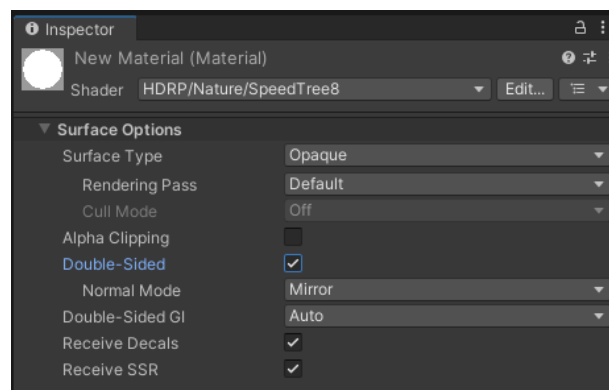 Inspector
New Material (Material)
Shader HDRP/Nature/SpeedTree8 Edit...
Surface Options
Surface Type Opaque
Rendering Pass Default
Cull Mode Off
Alpha Clipping
Double-Sided
Normal Mode Mirror
Double-Sided GI Auto
Receive Decals
Receive SSR